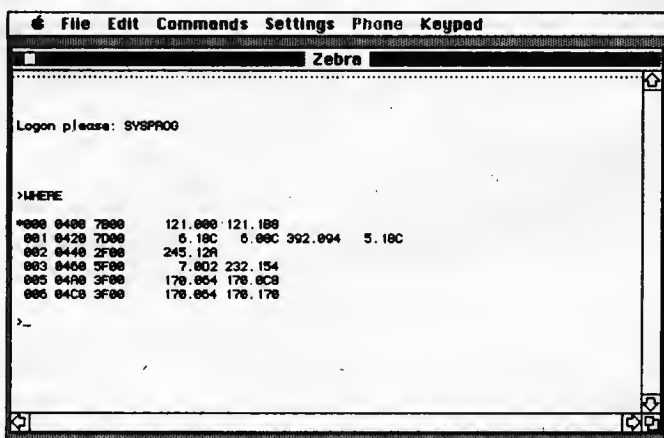 File Edit Commands Settings Phone Keypad
Zebra
Logon please: SYSPROG
>WHERE
*000 0400 7B00 121.000 121.1B8
001 0420 7D00 6.18C 6.08C 392.094 5.18C
002 0440 2F00 245.12A
003 0460 5F00 7.0D2 232.154
005 04A0 3F00 170.064 170.0C8
006 04C0 3F00 170.064 170.170
>_